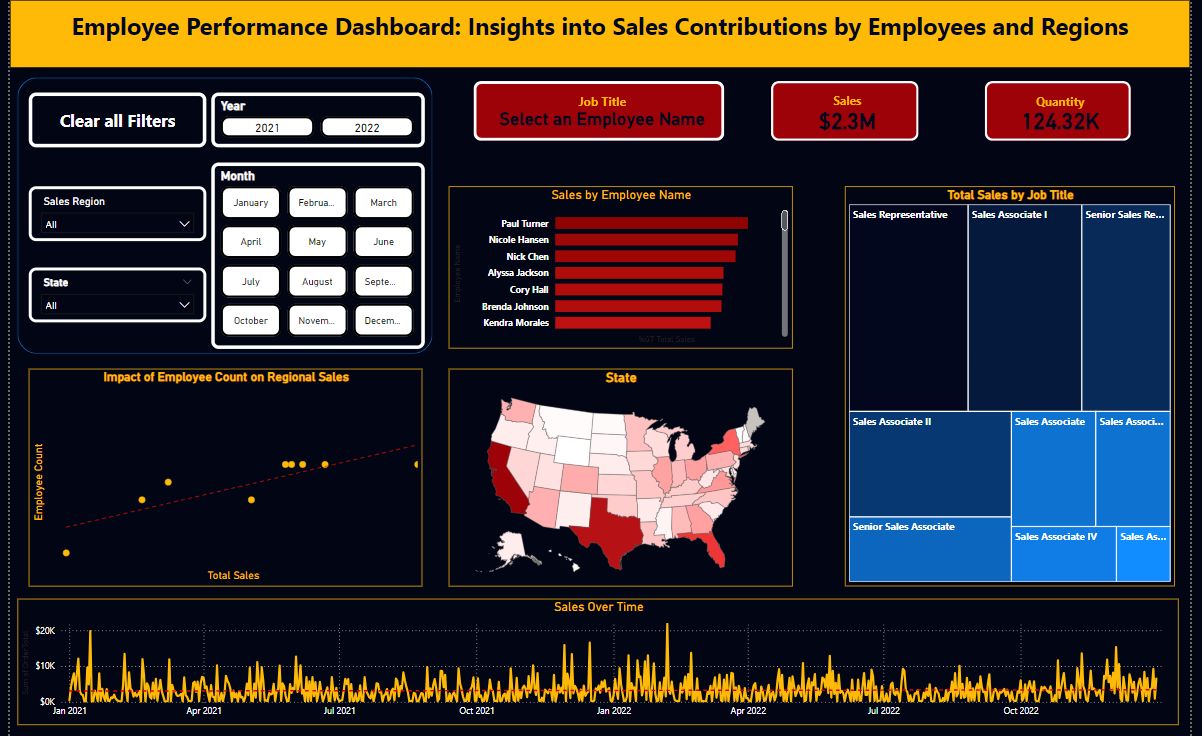 Employee Performance Dashboard: Insights into Sales Contributions by Employees and Regions
Clear all Filters
Year
2021
2022
Job Title
Select an Employee Name
Sales
$2.3M
Quantity
124.32K
Sales Region
All
State
All
Month
January
Februa...
March
April
May
June
July
August
Septe...
October
Novem...
Decem...
Sales by Employee Name
Employee Name
Paul Turner
Nicole Hansen
Nick Chen
Alyssa Jackson
Cory Hall
Brenda Johnson
Kendra Morales
%GT Total Sales
Total Sales by Job Title
Sales Representative
Sales Associate I
Senior Sales Re...
Sales Associate II
Sales Associate
Sales Associ...
Senior Sales Associate
Sales Associate IV
Sales As...
Impact of Employee Count on Regional Sales
Employee Count
Total Sales
State
Sales Over Time
$20K
$10K
$0K
Jan 2021
Apr 2021
Jul 2021
Oct 2021
Jan 2022
Apr 2022
Jul 2022
Oct 2022